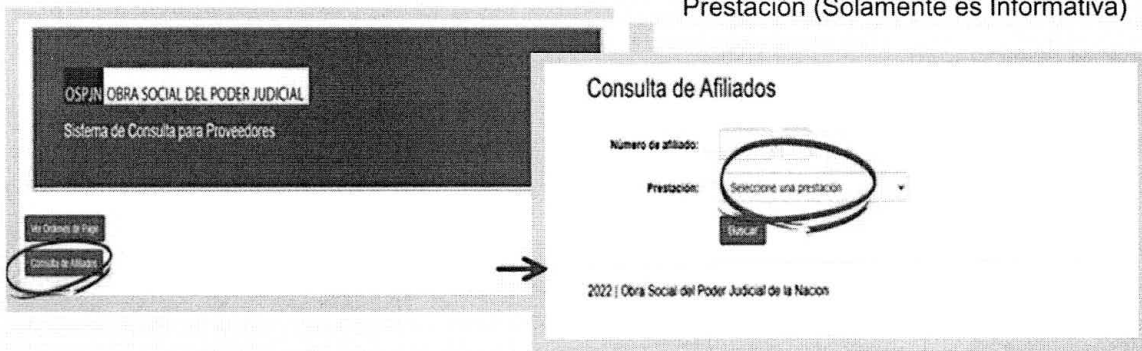 Prestación (Solamente es Informativa)
OSPJN OBRA SOCIAL DEL PODER JUDICIAL
Sistema de Consulta para Proveedores
Ver Ordenes de Pago
Consulta de Afiliados
Consulta de Afiliados
Número de afiliado:
Prestación: Seleccione una prestación
Buscar
2022 | Obra Social del Poder Judicial de la Nacion